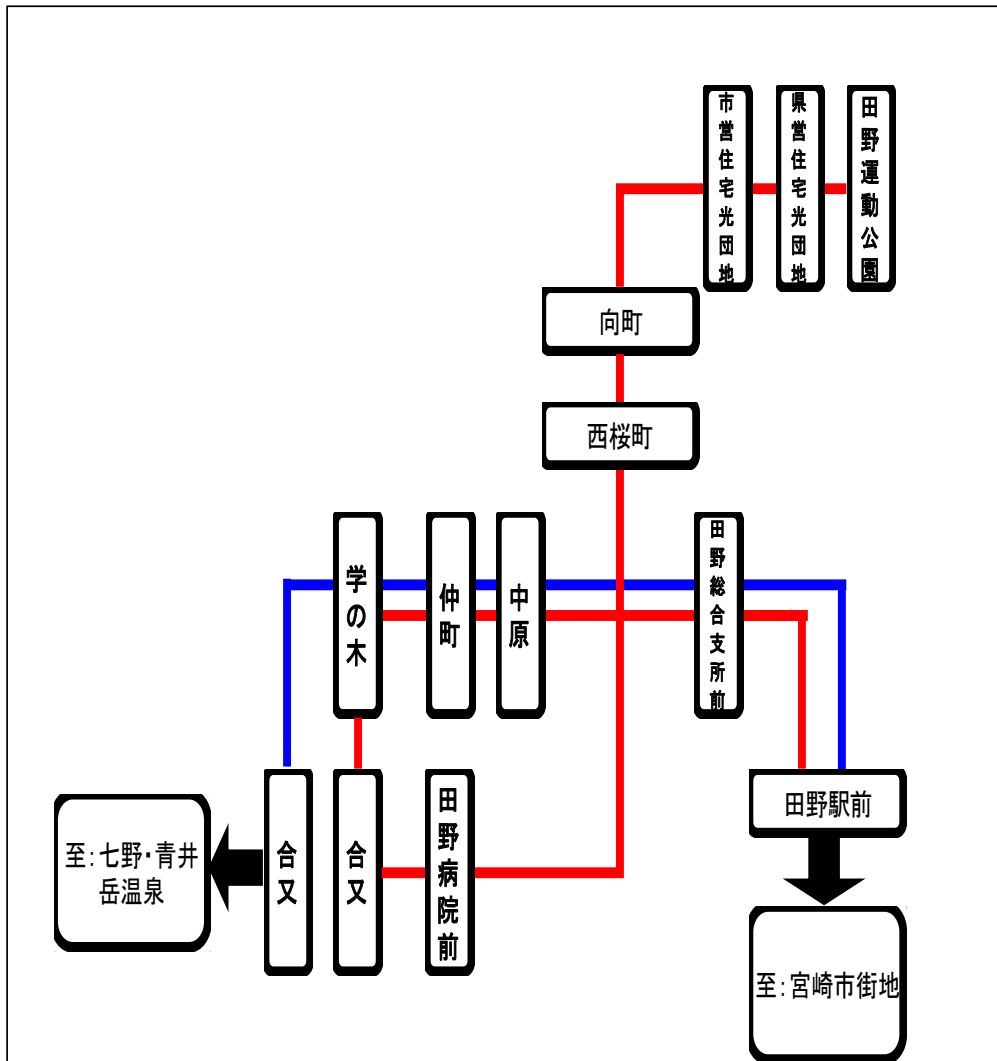 市営住宅光団地
県営住宅光団地
田野運動公園
向町
西桜町
学の木
仲町
中原
田野総合支所前
合又
合又
田野病院前
田野駅前
至:七野・青井
岳温泉
至:宮崎市街地